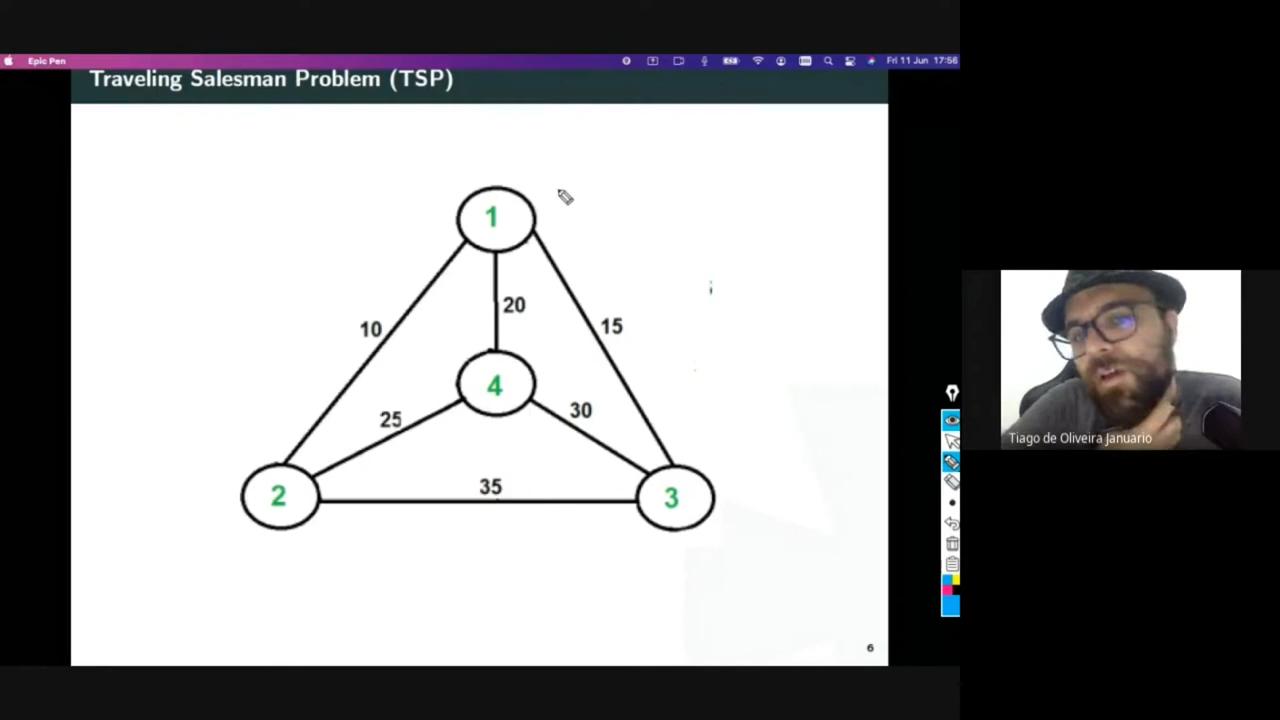 Epic Pen
Fri 11 Jun 17:56
Traveling Salesman Problem (TSP)
1
20
10
15
4
25
30
35
2
3
6
Tiago de Oliveira Januario